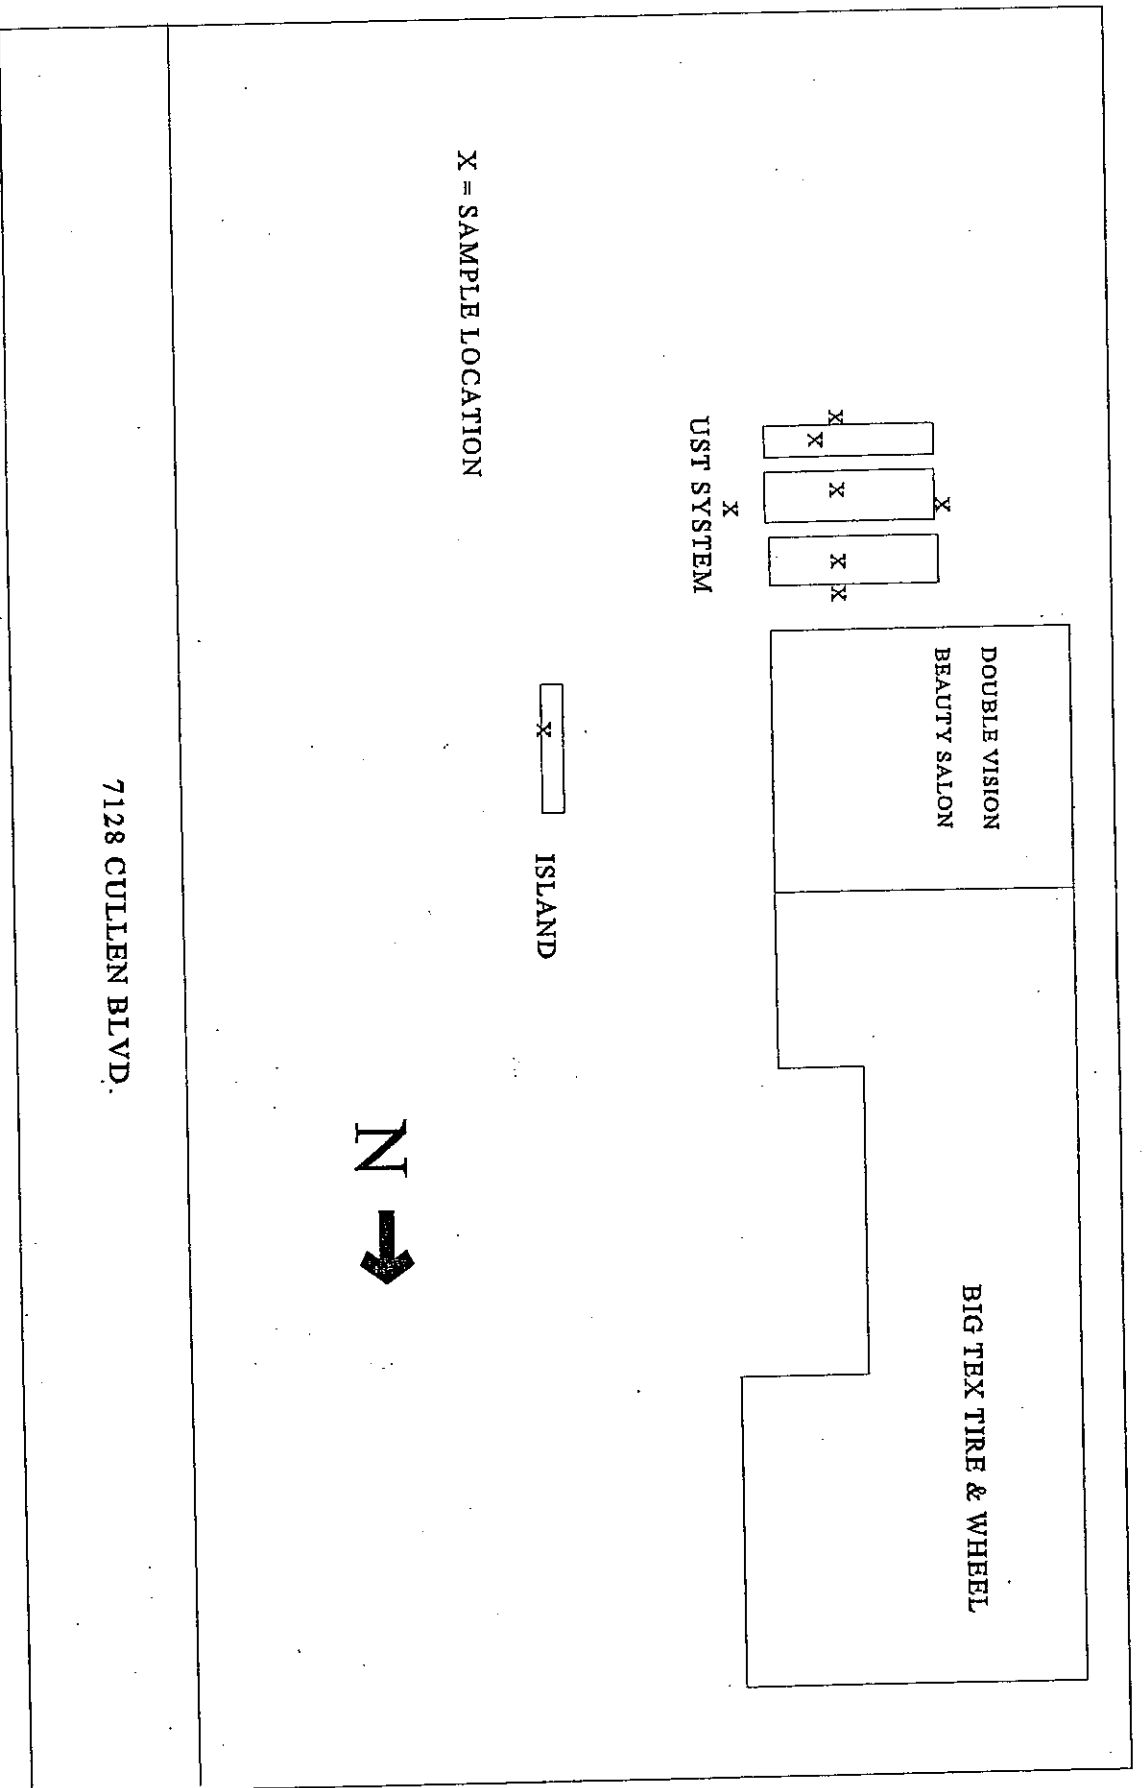 DOUBLE VISION
BEAUTY SALON
BIG TEX TIRE & WHEEL
X
X
X
X
X
X
X
UST SYSTEM
X
ISLAND
X = SAMPLE LOCATION
N
7128 CULLEN BLVD.